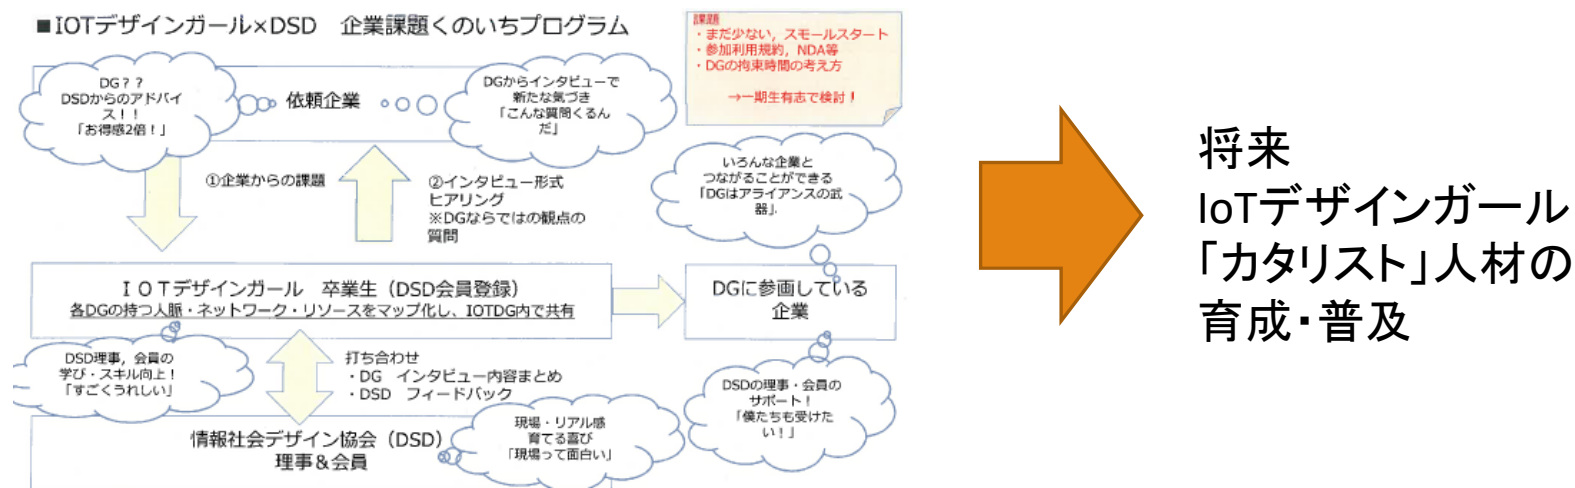 ■IOTデザインガール×DSD　企業課題くのいちプログラム
課題
・まだ少ない，スモールスタート
・参加利用規約，NDA等
・DGの拘束時間の考え方
→一期生有志で検討！
DG？？
DSDからのアドバイ
ス！！
「お得感2倍！」
依頼企業
DGからインタビューで
新たな気づき
「こんな質問くるん
だ」
①企業からの課題
②インタビュー形式
ヒアリング
※DGならではの観点の
質問
いろんな企業と
つながることができる
「DGはアライアンスの武
器」.
ＩＯＴデザインガール　卒業生（DSD会員登録）
各DGの持つ人脈・ネットワーク・リソースをマップ化し、IOTDG内で共有
DGに参画している
企業
DSD理事，会員の
学び・スキル向上！
「すごくうれしい」
打ち合わせ
・DG　インタビュー内容まとめ
・DSD　フィードバック
DSDの理事・会員の
サポート！
「僕たちも受けた
い！」
情報社会デザイン協会（DSD）
理事＆会員
現場・リアル感
育てる喜び
「現場って面白い」
将来
IoTデザインガール
「カタリスト」人材の
育成・普及